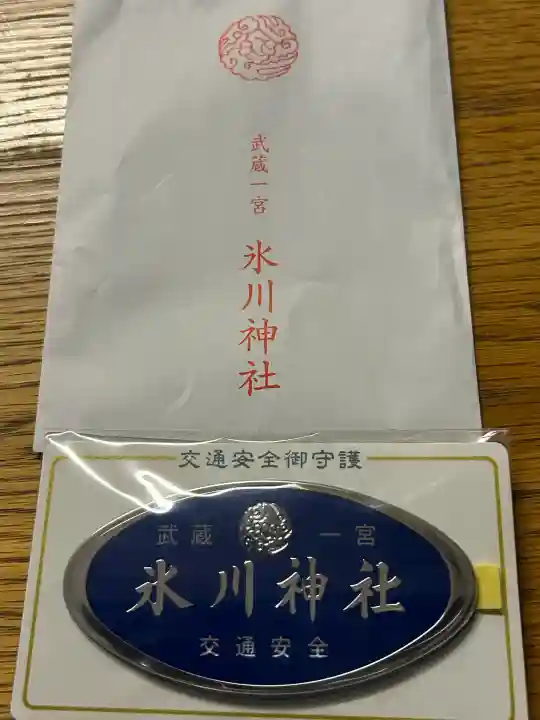 武蔵一宮
氷川神社
交通安全御守護
武蔵 一宮
氷川神社
交通安全